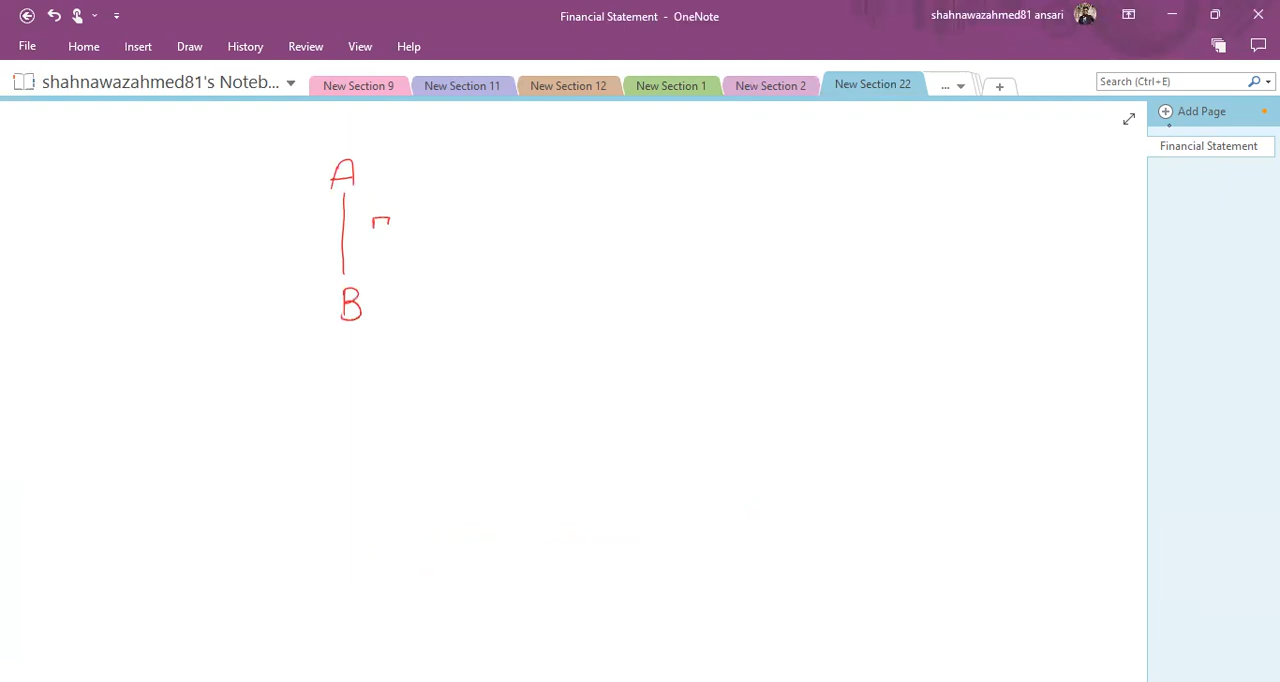 Financial Statement - OneNote
shahnawazahmed81 ansari
File Home Insert Draw History Review View Help
shahnawazahmed81's Noteb... New Section 9 New Section 11 New Section 12 New Section 1 New Section 2 New Section 22 ... + Search (Ctrl+E)
Add Page
Financial Statement
A
B